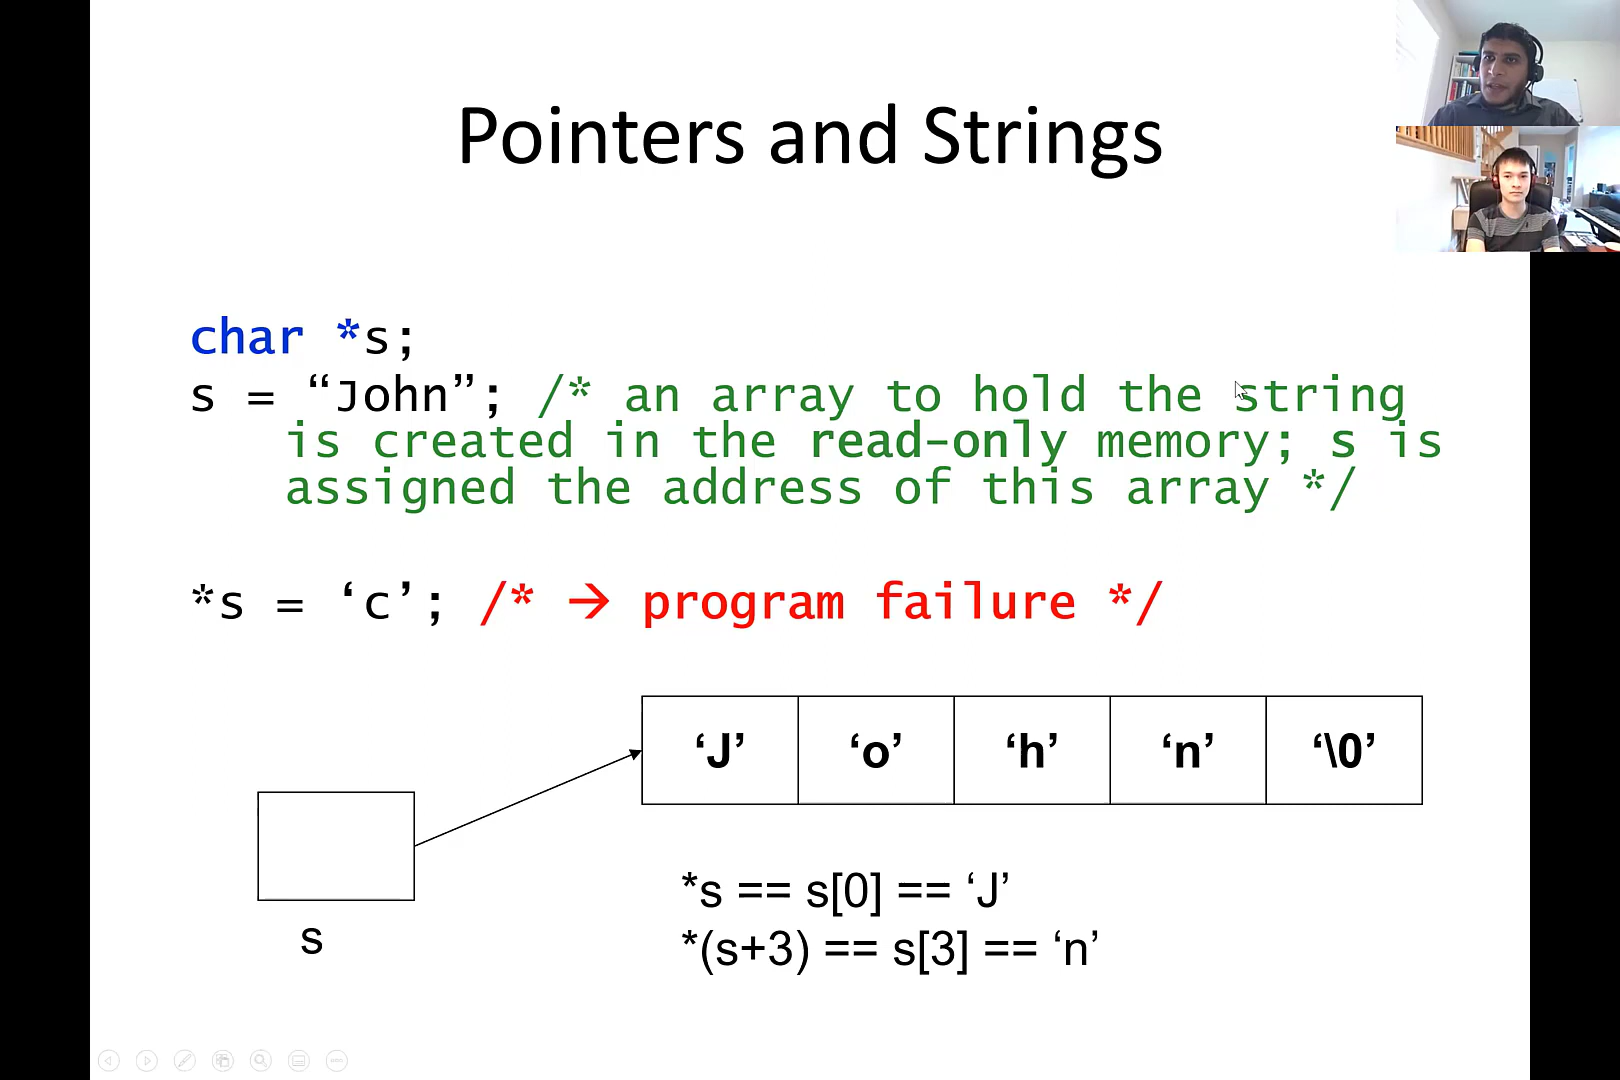 Pointers and Strings
char *s;
s = “John”; /* an array to hold the string
is created in the read-only memory; s is
assigned the address of this array */
*s = ‘c’; /* → program failure */
‘J’ ‘o’ ‘h’ ‘n’ ‘\0’
s
*s == s[0] == ‘J’
*(s+3) == s[3] == ‘n’